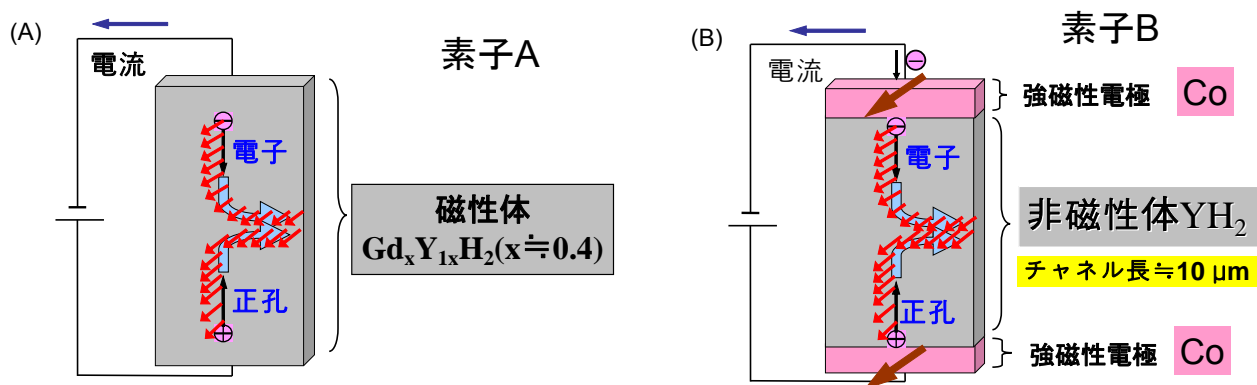 (A)
素子A
電流
⊖
電子
磁性体
GdₓY₁ₓH₂(x≒0.4)
正孔
⊕
(B)
素子B
電流
⊖
強磁性電極 Co
⊖
電子
非磁性体YH₂
チャネル長≒10 μm
正孔
⊕
強磁性電極 Co